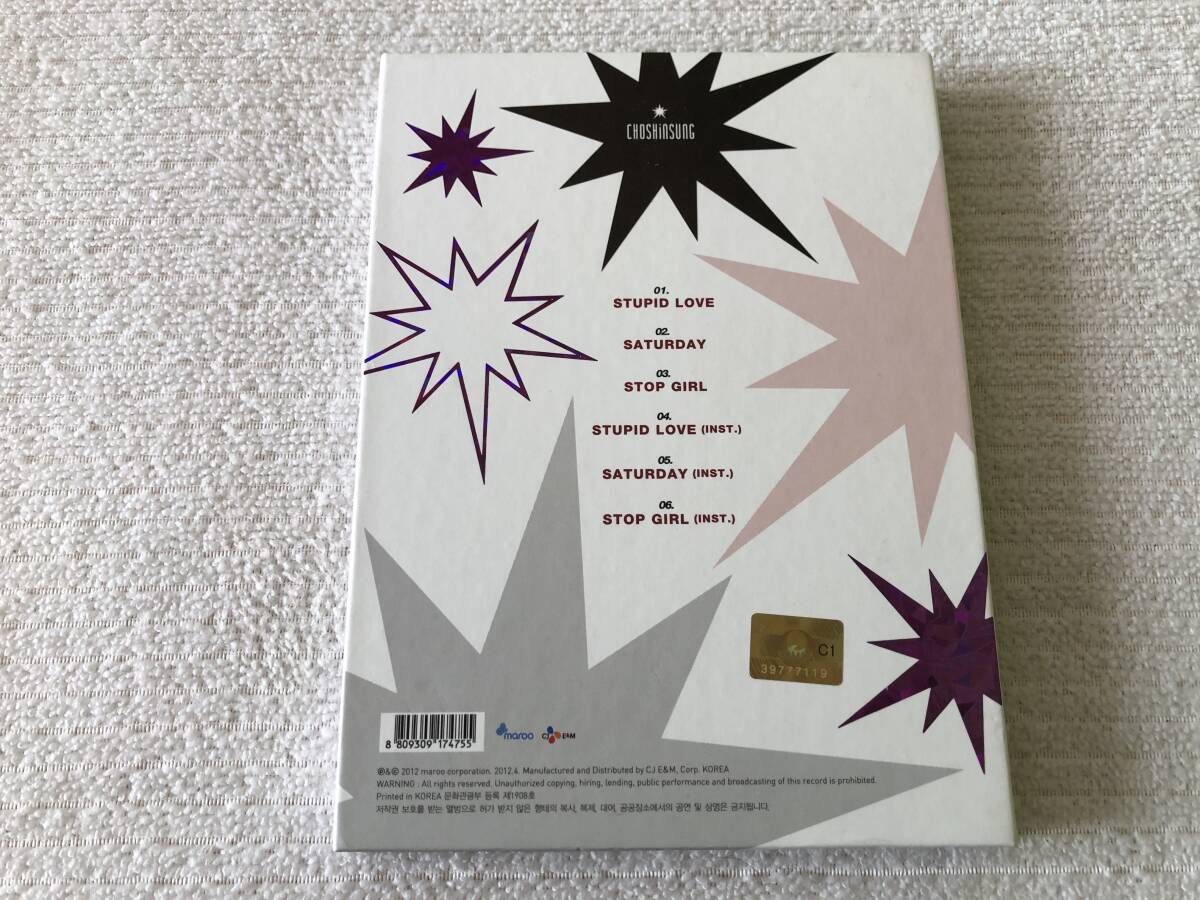 CHOSHiNSUNG
01.
STUPID LOVE
02.
SATURDAY
03.
STOP GIRL
04.
STUPID LOVE (INST.)
05.
SATURDAY (INST.)
06.
STOP GIRL (INST.)
C1
39777119
8 809309 174755
maroo CJ E&M
℗&© 2012 maroo corporation. 2012.4. Manufactured and Distributed by CJ E&M, Corp. KOREA
WARNING : All rights reserved. Unauthorized copying, hiring, lending, public performance and broadcasting of this record is prohibited.
Printed in KOREA 문화관광부 등록 제1908호
저작권 보호를 받는 앨범으로 허가 받지 않은 형태의 복사, 복제, 대여, 공공장소에서의 공연 및 상영은 금지됩니다.